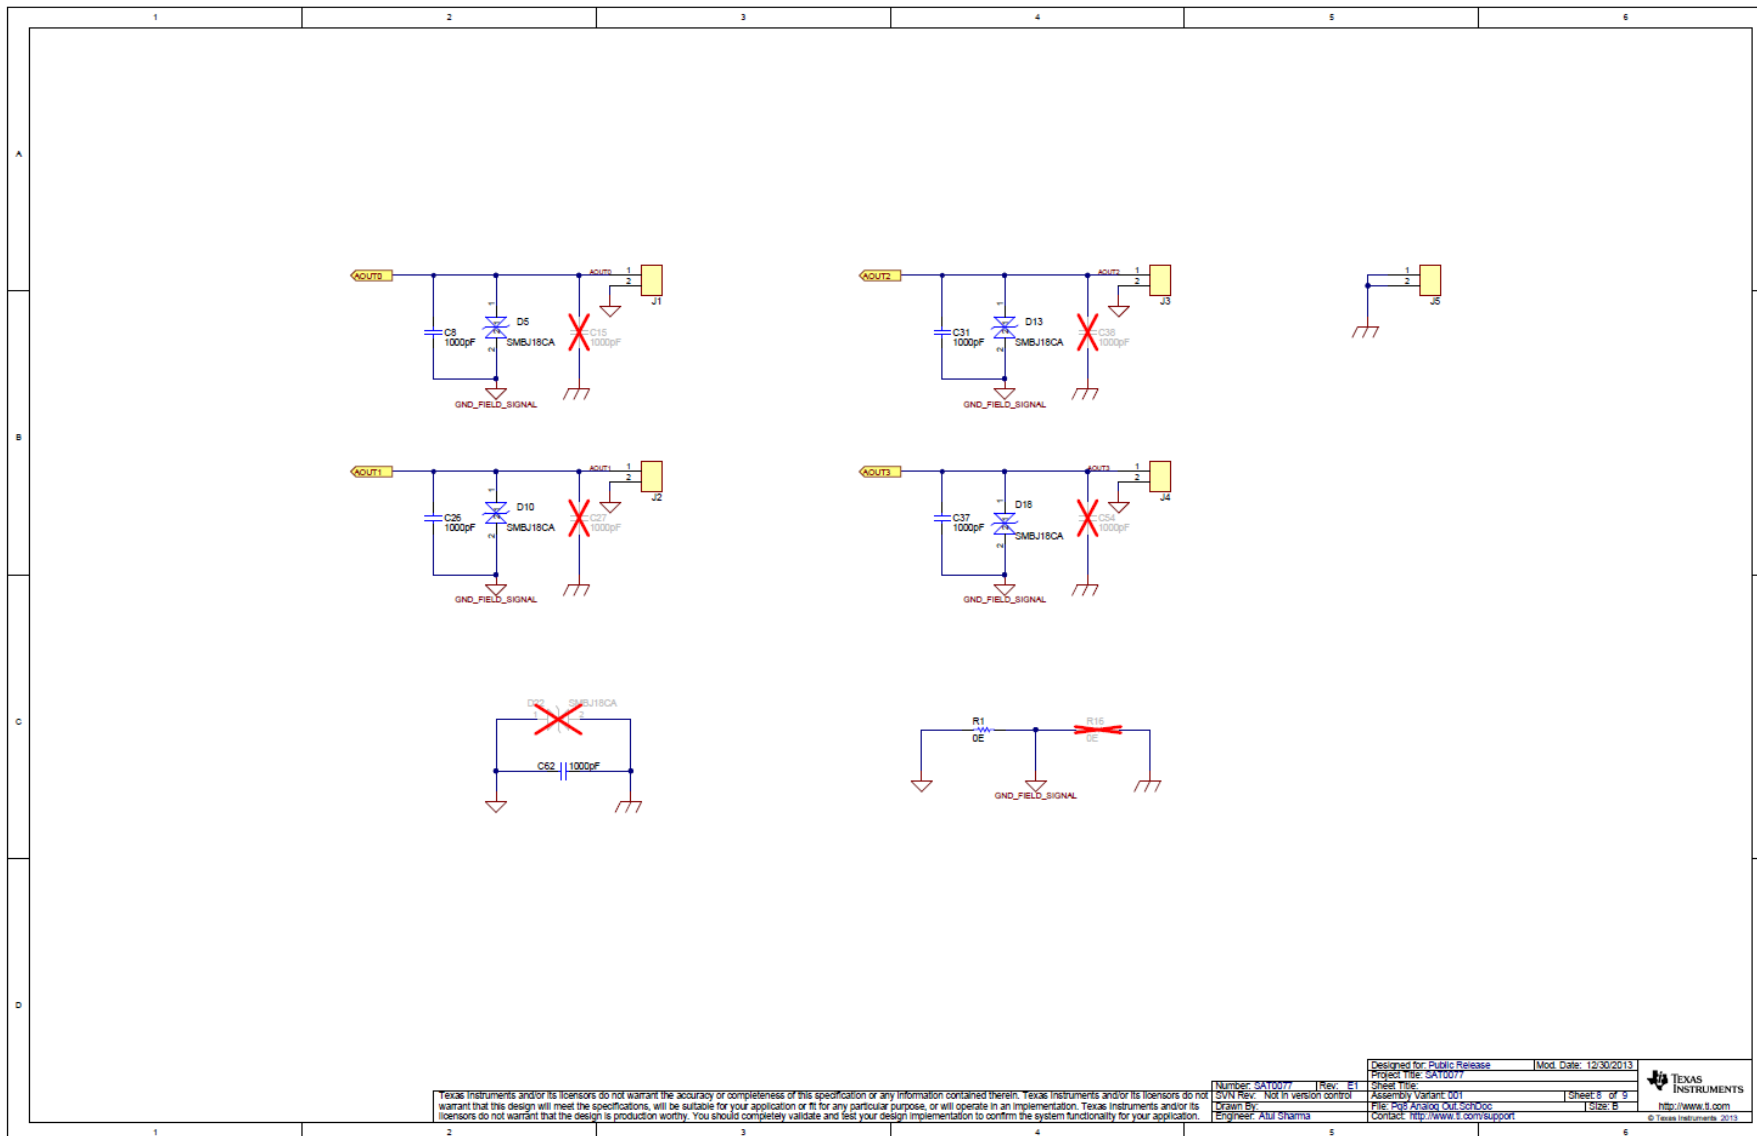 1 2 3 4 5 6
A
B
C
D
AOUT0
AOUT0
1
2
J1
1
D5
C8
1000pF
SMBJ18CA
2
C15
1000pF
GND_FIELD_SIGNAL
AOUT2
AOUT2
1
2
J3
1
D13
C31
1000pF
SMBJ18CA
2
C38
1000pF
GND_FIELD_SIGNAL
1
2
J5
AOUT1
AOUT1
1
2
J2
1
D10
C26
1000pF
SMBJ18CA
2
C27
1000pF
GND_FIELD_SIGNAL
AOUT3
AOUT3
1
2
J4
1
D18
C37
1000pF
SMBJ18CA
2
C54
1000pF
GND_FIELD_SIGNAL
D22 SMBJ18CA
1 2
C62 1000pF
R1
0E
R16
0E
GND_FIELD_SIGNAL
Texas Instruments and/or its licensors do not warrant the accuracy or completeness of this specification or any information contained therein. Texas Instruments and/or its licensors do not
warrant that this design will meet the specifications, will be suitable for your application or fit for any particular purpose, or will operate in an implementation. Texas Instruments and/or its
licensors do not warrant that the design is production worthy. You should completely validate and test your design implementation to confirm the system functionality for your application.
Designed for: Public Release Mod. Date: 12/30/2013
Project Title: SAT0077
Number: SAT0077 Rev: E1 Sheet Title:
SVN Rev: Not in version control Assembly Variant: 001 Sheet: 8 of 9
Drawn By: File: Pg8 Analog Out.SchDoc Size: B
Engineer: Atul Sharma Contact: http://www.ti.com/support
TEXAS
INSTRUMENTS
http://www.ti.com
© Texas Instruments 2013
1 2 3 4 5 6